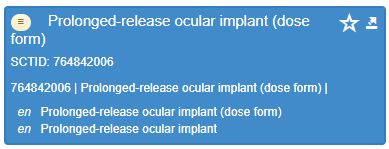 Prolonged-release ocular implant (dose
form)
SCTID: 764842006
764842006 | Prolonged-release ocular implant (dose form) |
en Prolonged-release ocular implant (dose form)
en Prolonged-release ocular implant